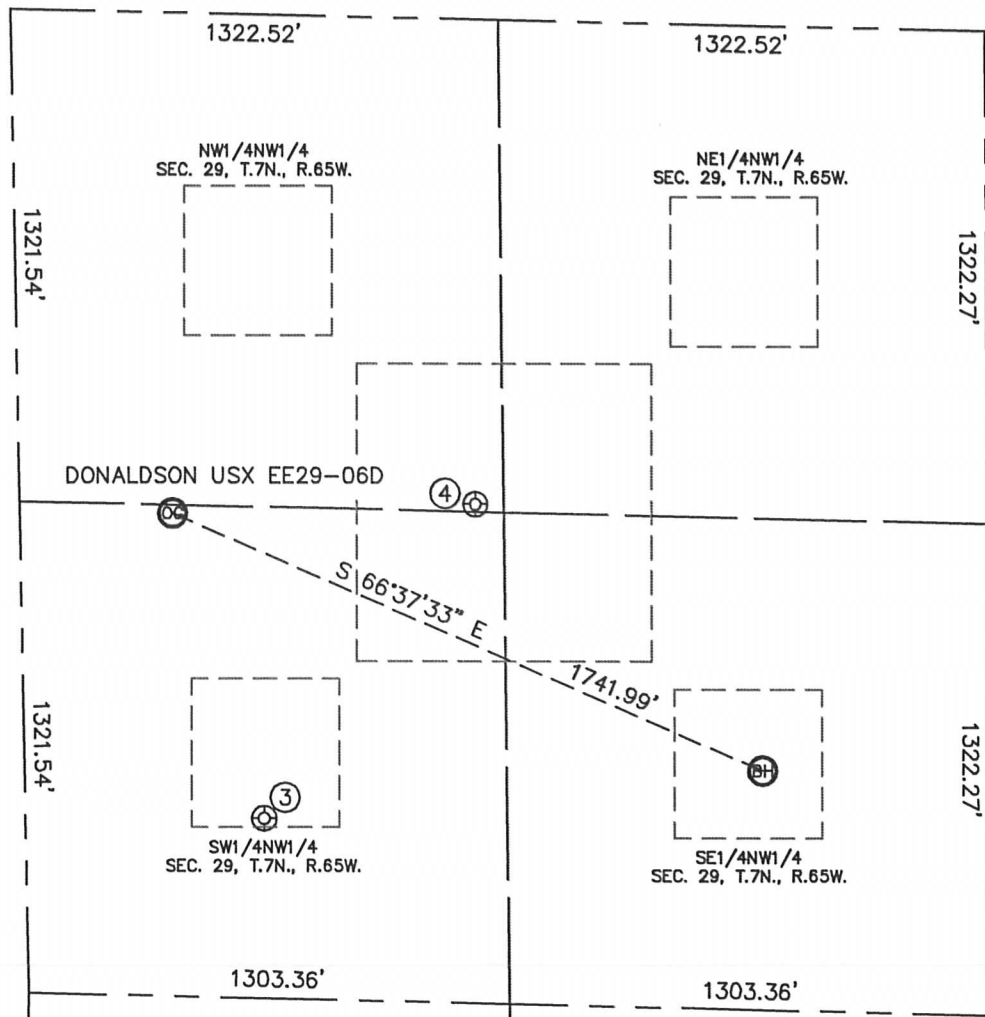 1322.52'
1322.52'
NW1/4NW1/4
SEC. 29, T.7N., R.65W.
NE1/4NW1/4
SEC. 29, T.7N., R.65W.
1321.54'
1322.27'
DONALDSON USX EE29-06D
4
OG
S 66°37'33" E
1741.99'
1321.54'
1322.27'
BH
3
SW1/4NW1/4
SEC. 29, T.7N., R.65W.
SE1/4NW1/4
SEC. 29, T.7N., R.65W.
1303.36'
1303.36'